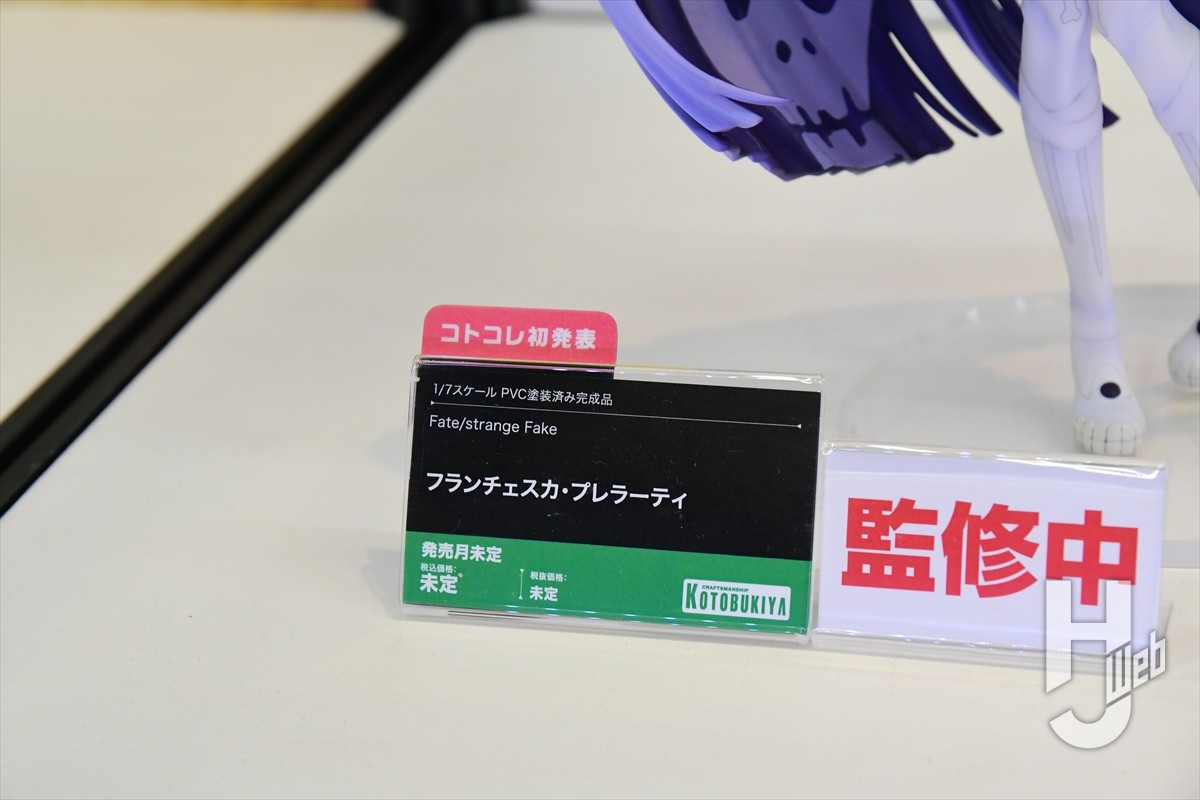 コトコレ初発表
1/7スケール PVC塗装済み完成品
Fate/strange Fake
フランチェスカ・プレラーティ
発売月未定
税込価格:
未定*
税抜価格:
未定
CRAFTSMANSHIP
KOTOBUKIYA
監修中
HJ Web